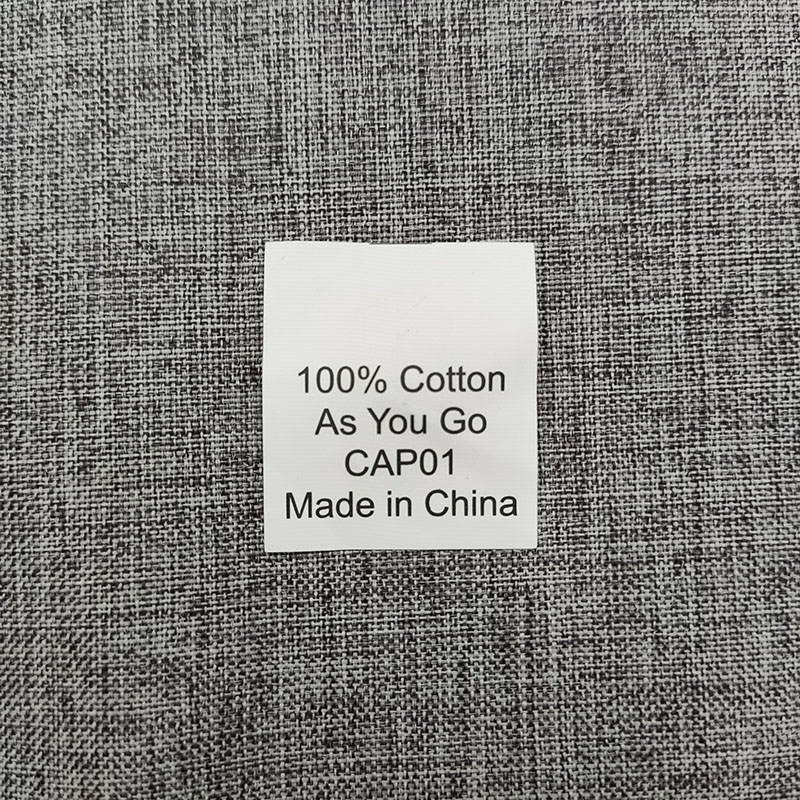 100% Cotton
As You Go
CAP01
Made in China